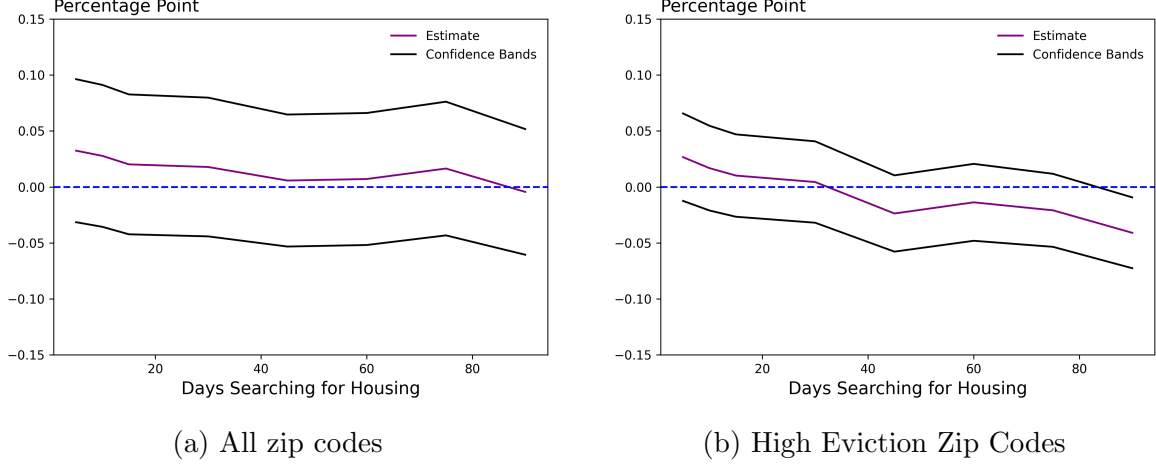 Percentage Point
0.15
0.10
0.05
0.00
−0.05
−0.10
−0.15
20
40
60
80
Days Searching for Housing
Estimate
Confidence Bands
(a) All zip codes
Percentage Point
0.15
0.10
0.05
0.00
−0.05
−0.10
−0.15
20
40
60
80
Days Searching for Housing
Estimate
Confidence Bands
(b) High Eviction Zip Codes